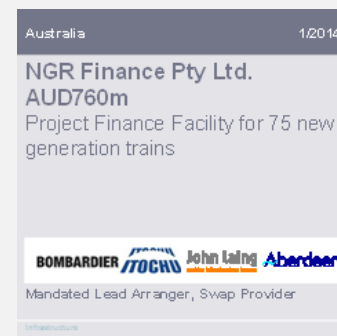 Australia 1/2014
NGR Finance Pty Ltd.
AUD760m
Project Finance Facility for 75 new
generation trains
BOMBARDIER ITOCHU John Laing Aberdeen
Mandated Lead Arranger, Swap Provider
Infrastructure